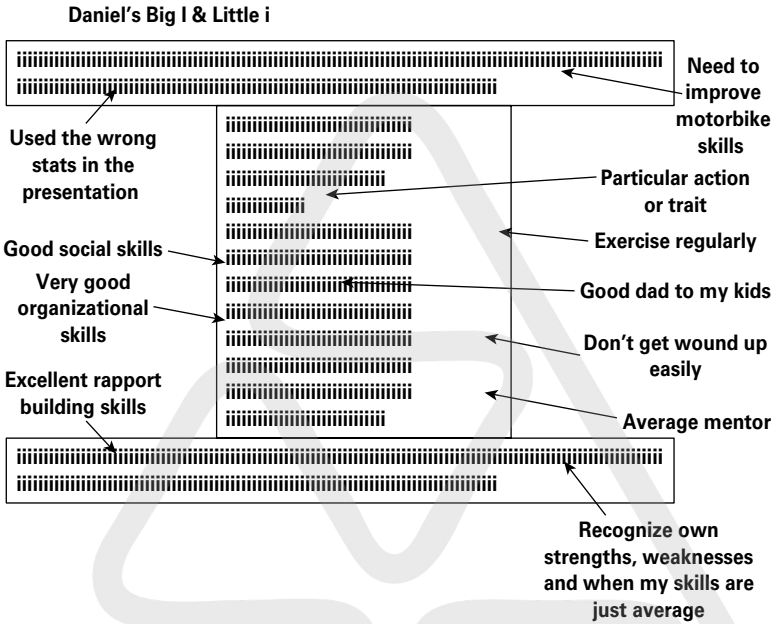 Daniel's Big I & Little i
Need to
improve
motorbike
skills
Used the wrong
stats in the
presentation
Particular action
or trait
Exercise regularly
Good social skills
Very good
organizational
skills
Good dad to my kids
Don't get wound up
easily
Excellent rapport
building skills
Average mentor
Recognize own
strengths, weaknesses
and when my skills are
just average